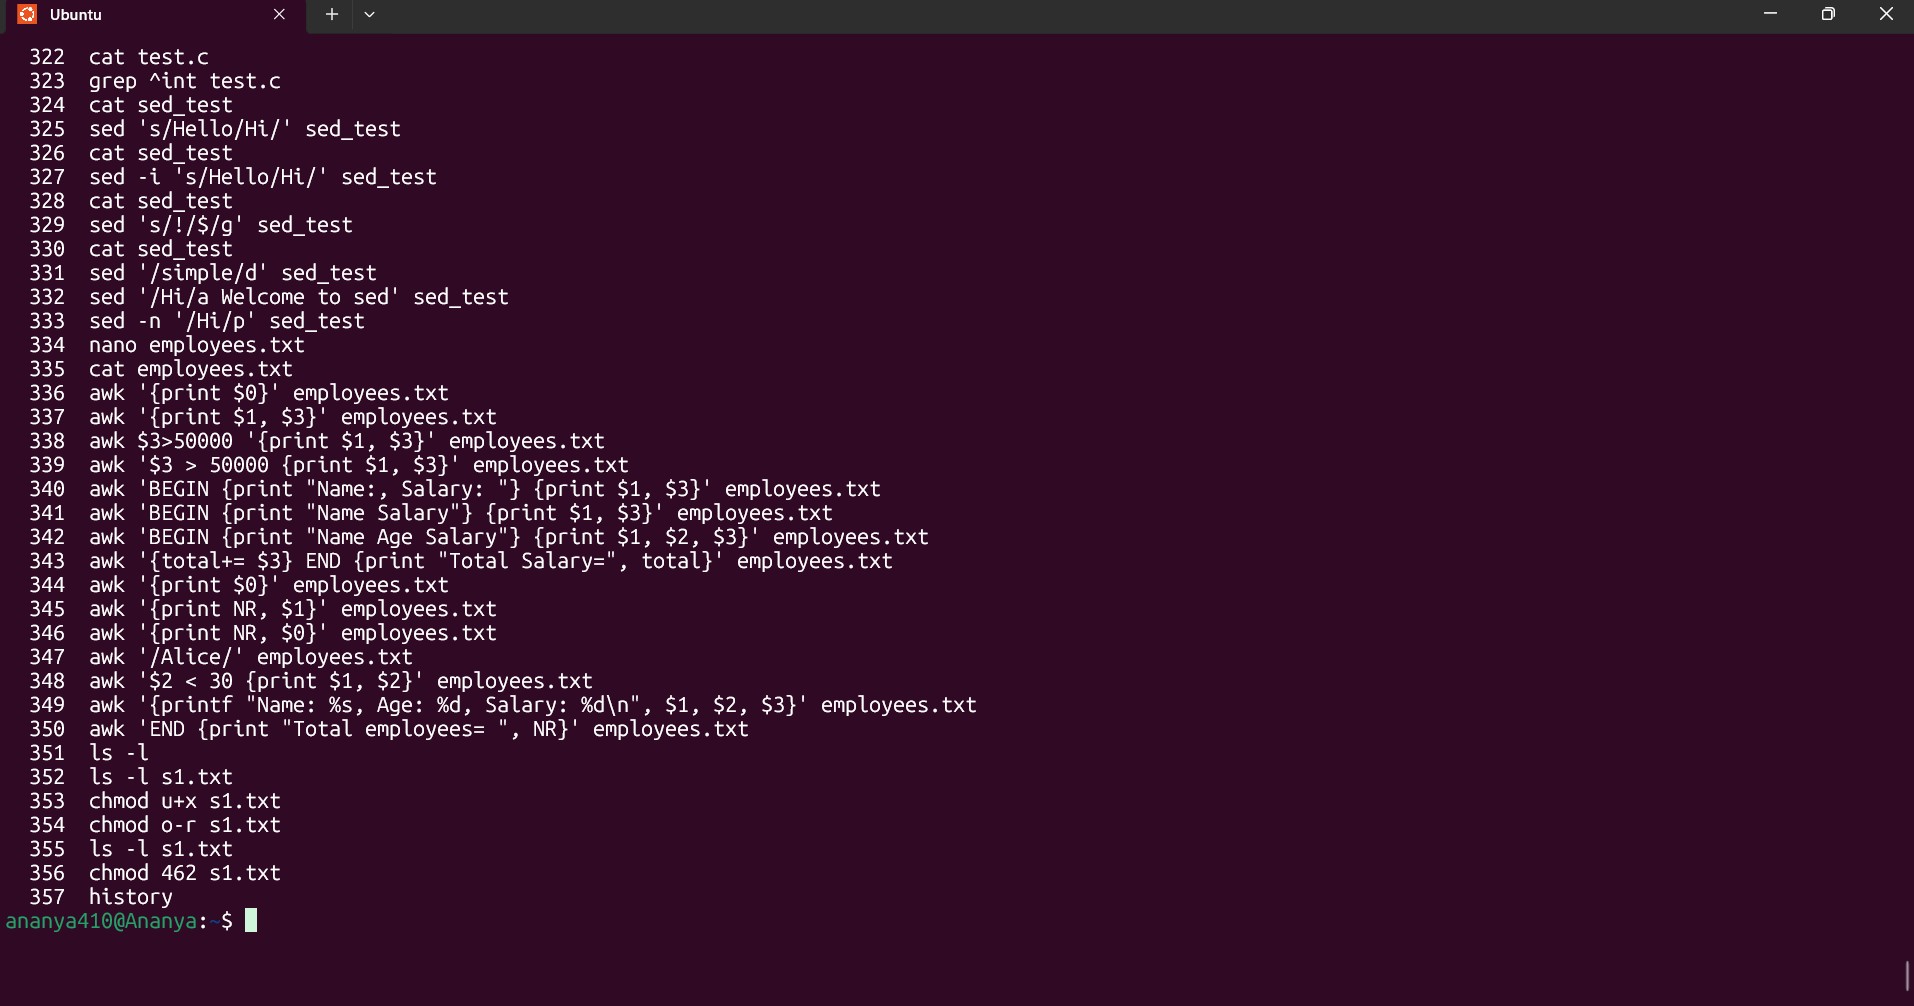 Ubuntu
322 cat test.c
323 grep ^int test.c
324 cat sed_test
325 sed 's/Hello/Hi/' sed_test
326 cat sed_test
327 sed -i 's/Hello/Hi/' sed_test
328 cat sed_test
329 sed 's/!/$/g' sed_test
330 cat sed_test
331 sed '/simple/d' sed_test
332 sed '/Hi/a Welcome to sed' sed_test
333 sed -n '/Hi/p' sed_test
334 nano employees.txt
335 cat employees.txt
336 awk '{print $0}' employees.txt
337 awk '{print $1, $3}' employees.txt
338 awk $3>50000 '{print $1, $3}' employees.txt
339 awk '$3 > 50000 {print $1, $3}' employees.txt
340 awk 'BEGIN {print "Name:, Salary: "} {print $1, $3}' employees.txt
341 awk 'BEGIN {print "Name Salary"} {print $1, $3}' employees.txt
342 awk 'BEGIN {print "Name Age Salary"} {print $1, $2, $3}' employees.txt
343 awk '{total+= $3} END {print "Total Salary=", total}' employees.txt
344 awk '{print $0}' employees.txt
345 awk '{print NR, $1}' employees.txt
346 awk '{print NR, $0}' employees.txt
347 awk '/Alice/' employees.txt
348 awk '$2 < 30 {print $1, $2}' employees.txt
349 awk '{printf "Name: %s, Age: %d, Salary: %d\n", $1, $2, $3}' employees.txt
350 awk 'END {print "Total employees= ", NR}' employees.txt
351 ls -l
352 ls -l s1.txt
353 chmod u+x s1.txt
354 chmod o-r s1.txt
355 ls -l s1.txt
356 chmod 462 s1.txt
357 history
ananya410@Ananya:~$